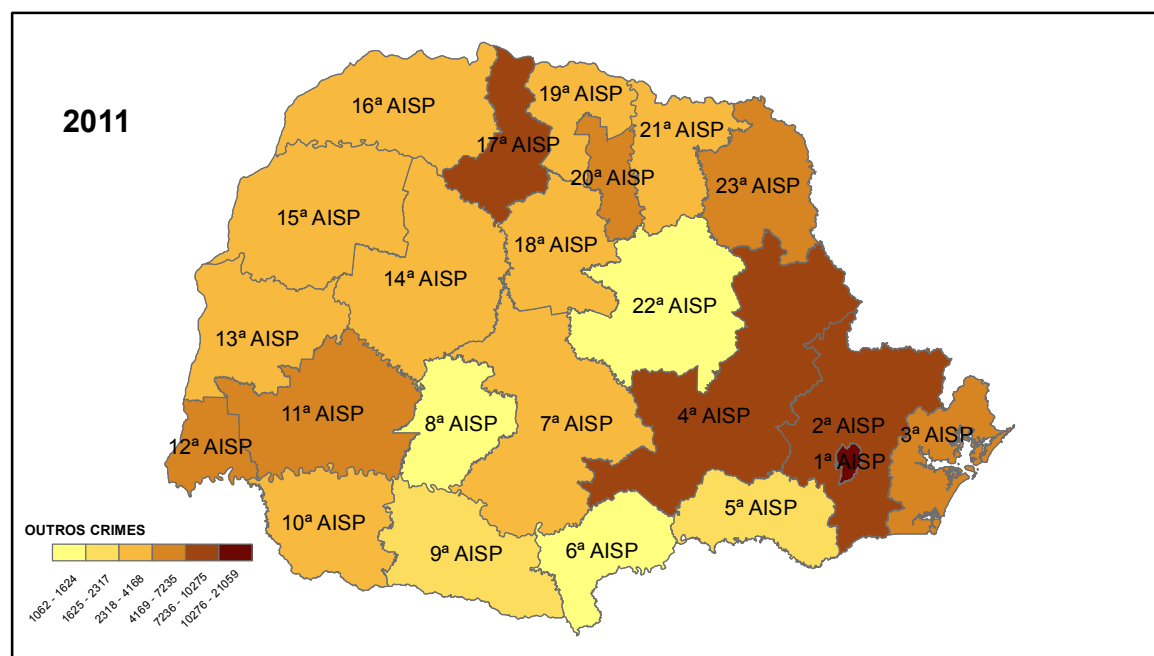 2011
16ª AISP
19ª AISP
17ª AISP
21ª AISP
20ª AISP
23ª AISP
15ª AISP
18ª AISP
14ª AISP
22ª AISP
13ª AISP
11ª AISP
8ª AISP
7ª AISP
4ª AISP
2ª AISP
3ª AISP
12ª AISP
1ª AISP
5ª AISP
10ª AISP
9ª AISP
6ª AISP
OUTROS CRIMES
1062 - 1624
1625 - 2317
2318 - 4168
4169 - 7235
7236 - 10275
10276 - 21059